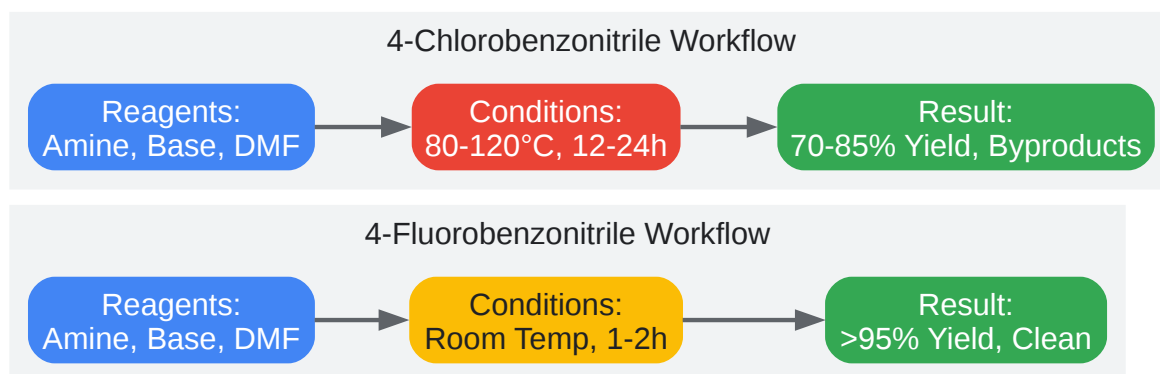 4-Chlorobenzonitrile Workflow
Reagents:
Amine, Base, DMF
Conditions:
80-120°C, 12-24h
Result:
70-85% Yield, Byproducts
4-Fluorobenzonitrile Workflow
Reagents:
Amine, Base, DMF
Conditions:
Room Temp, 1-2h
Result:
>95% Yield, Clean